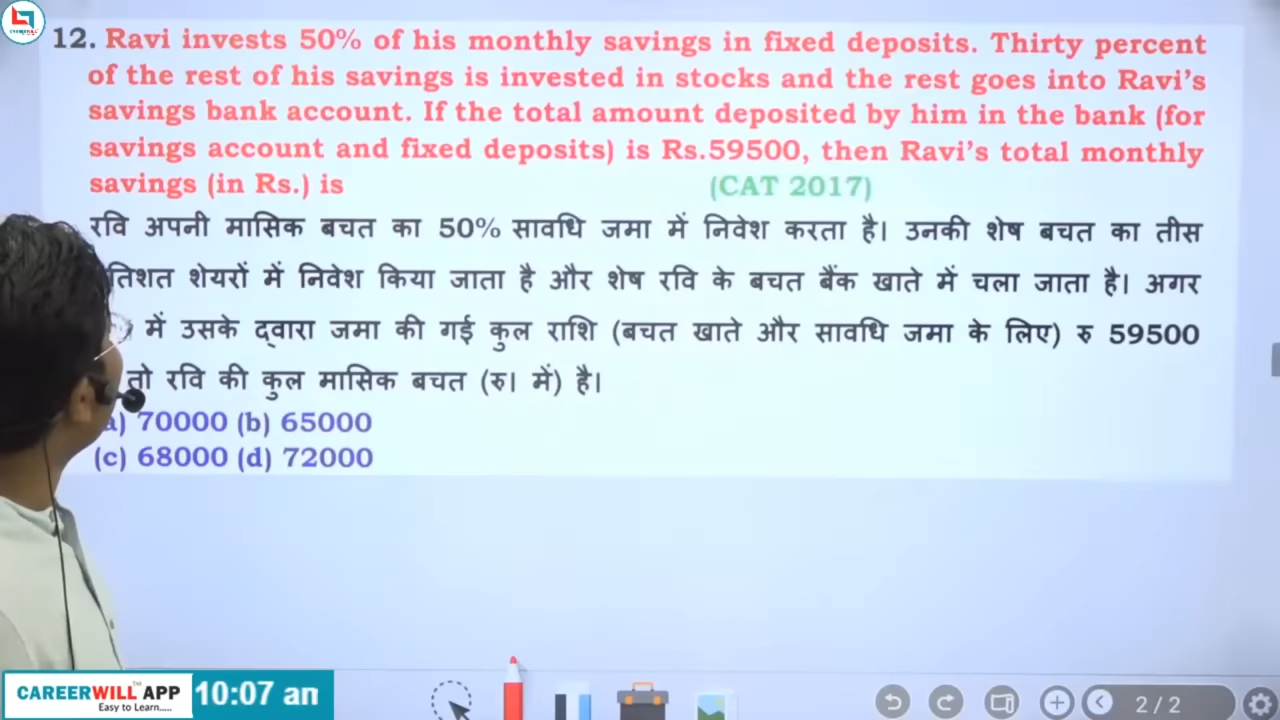 CAREERWILL
12. Ravi invests 50% of his monthly savings in fixed deposits. Thirty percent
of the rest of his savings is invested in stocks and the rest goes into Ravi's
savings bank account. If the total amount deposited by him in the bank (for
savings account and fixed deposits) is Rs.59500, then Ravi's total monthly
savings (in Rs.) is (CAT 2017)
रवि अपनी मासिक बचत का 50% सावधि जमा में निवेश करता है। उनकी शेष बचत का तीस
तिशत शेयरों में निवेश किया जाता है और शेष रवि के बचत बैंक खाते में चला जाता है। अगर
में उसके द्वारा जमा की गई कुल राशि (बचत खाते और सावधि जमा के लिए) रु 59500
तो रवि की कुल मासिक बचत (रु। में) है।
a) 70000 (b) 65000
(c) 68000 (d) 72000
CAREERWILL APP
TM
Easy to Learn.....
10:07 an
2 / 2